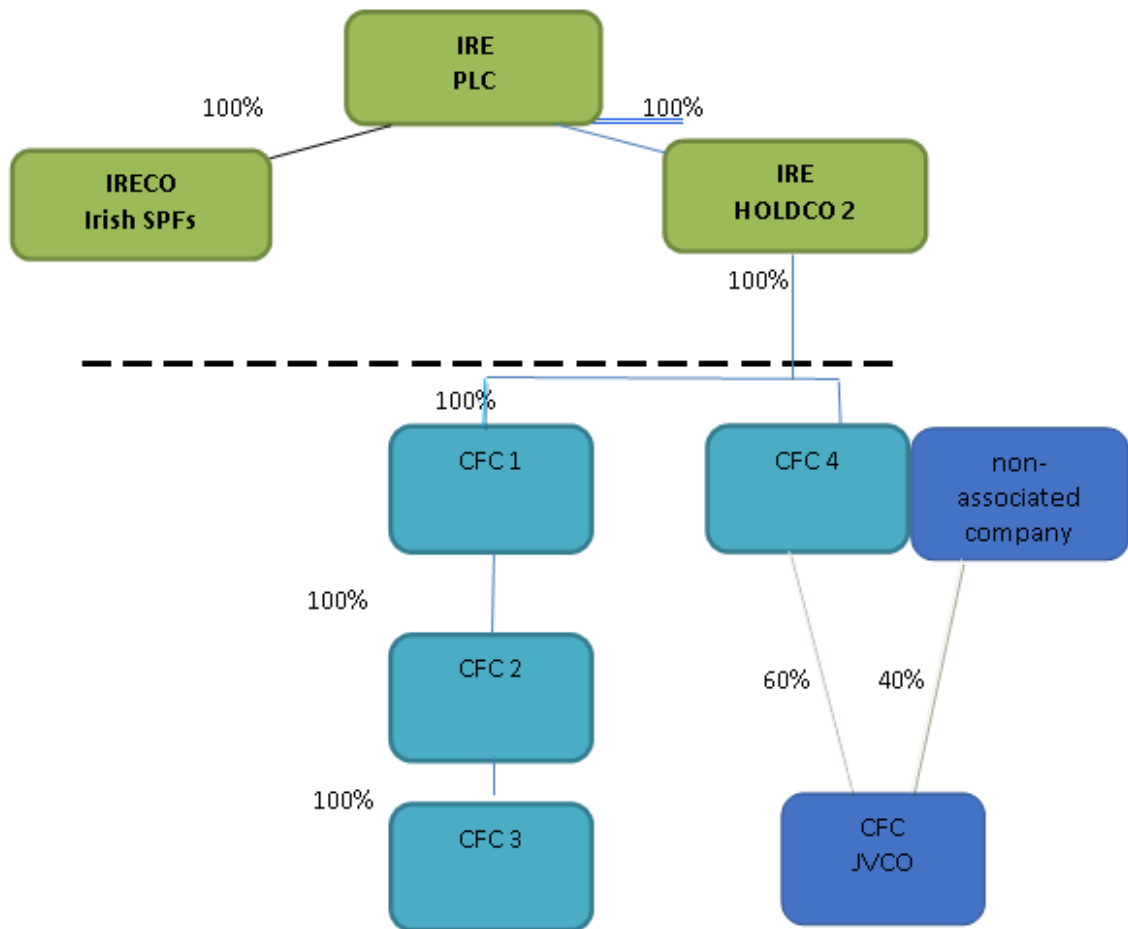 IRE
PLC
100%
100%
IRECO
Irish SPFs
IRE
HOLDCO 2
100%
100%
CFC 1
CFC 4
non-
associated
company
100%
CFC 2
60%
40%
100%
CFC 3
CFC
JVCO